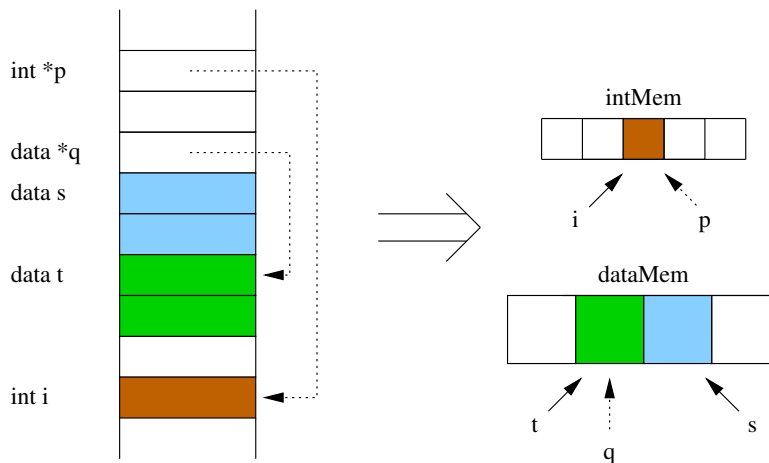 int *p
data *q
data s
data t
int i
intMem
i
p
dataMem
t
q
s